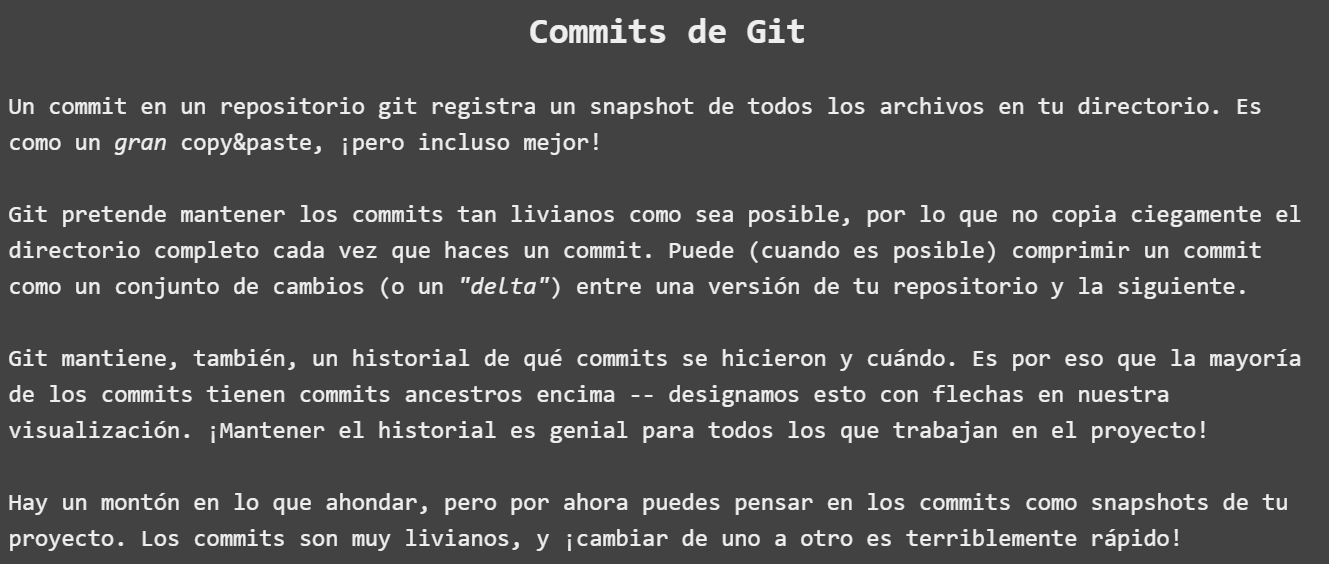 Commits de Git
Un commit en un repositorio git registra un snapshot de todos los archivos en tu directorio. Es
como un gran copy&paste, ¡pero incluso mejor!
Git pretende mantener los commits tan livianos como sea posible, por lo que no copia ciegamente el
directorio completo cada vez que haces un commit. Puede (cuando es posible) comprimir un commit
como un conjunto de cambios (o un "delta") entre una versión de tu repositorio y la siguiente.
Git mantiene, también, un historial de qué commits se hicieron y cuándo. Es por eso que la mayoría
de los commits tienen commits ancestros encima -- designamos esto con flechas en nuestra
visualización. ¡Mantener el historial es genial para todos los que trabajan en el proyecto!
Hay un montón en lo que ahondar, pero por ahora puedes pensar en los commits como snapshots de tu
proyecto. Los commits son muy livianos, y ¡cambiar de uno a otro es terriblemente rápido!